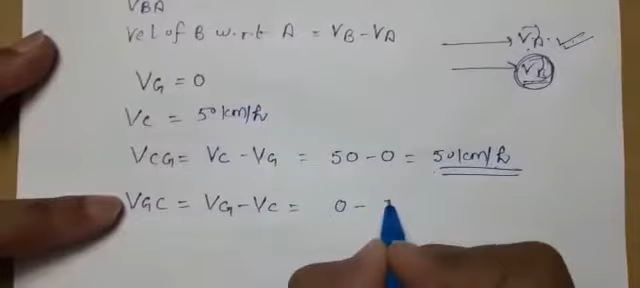 VBA
Vel of B w.r.t A = VB - VA
VA
VB
VG = 0
VC = 50 km/h
VCG = VC - VG = 50 - 0 = 50 km/h
VGC = VG - VC = 0 -